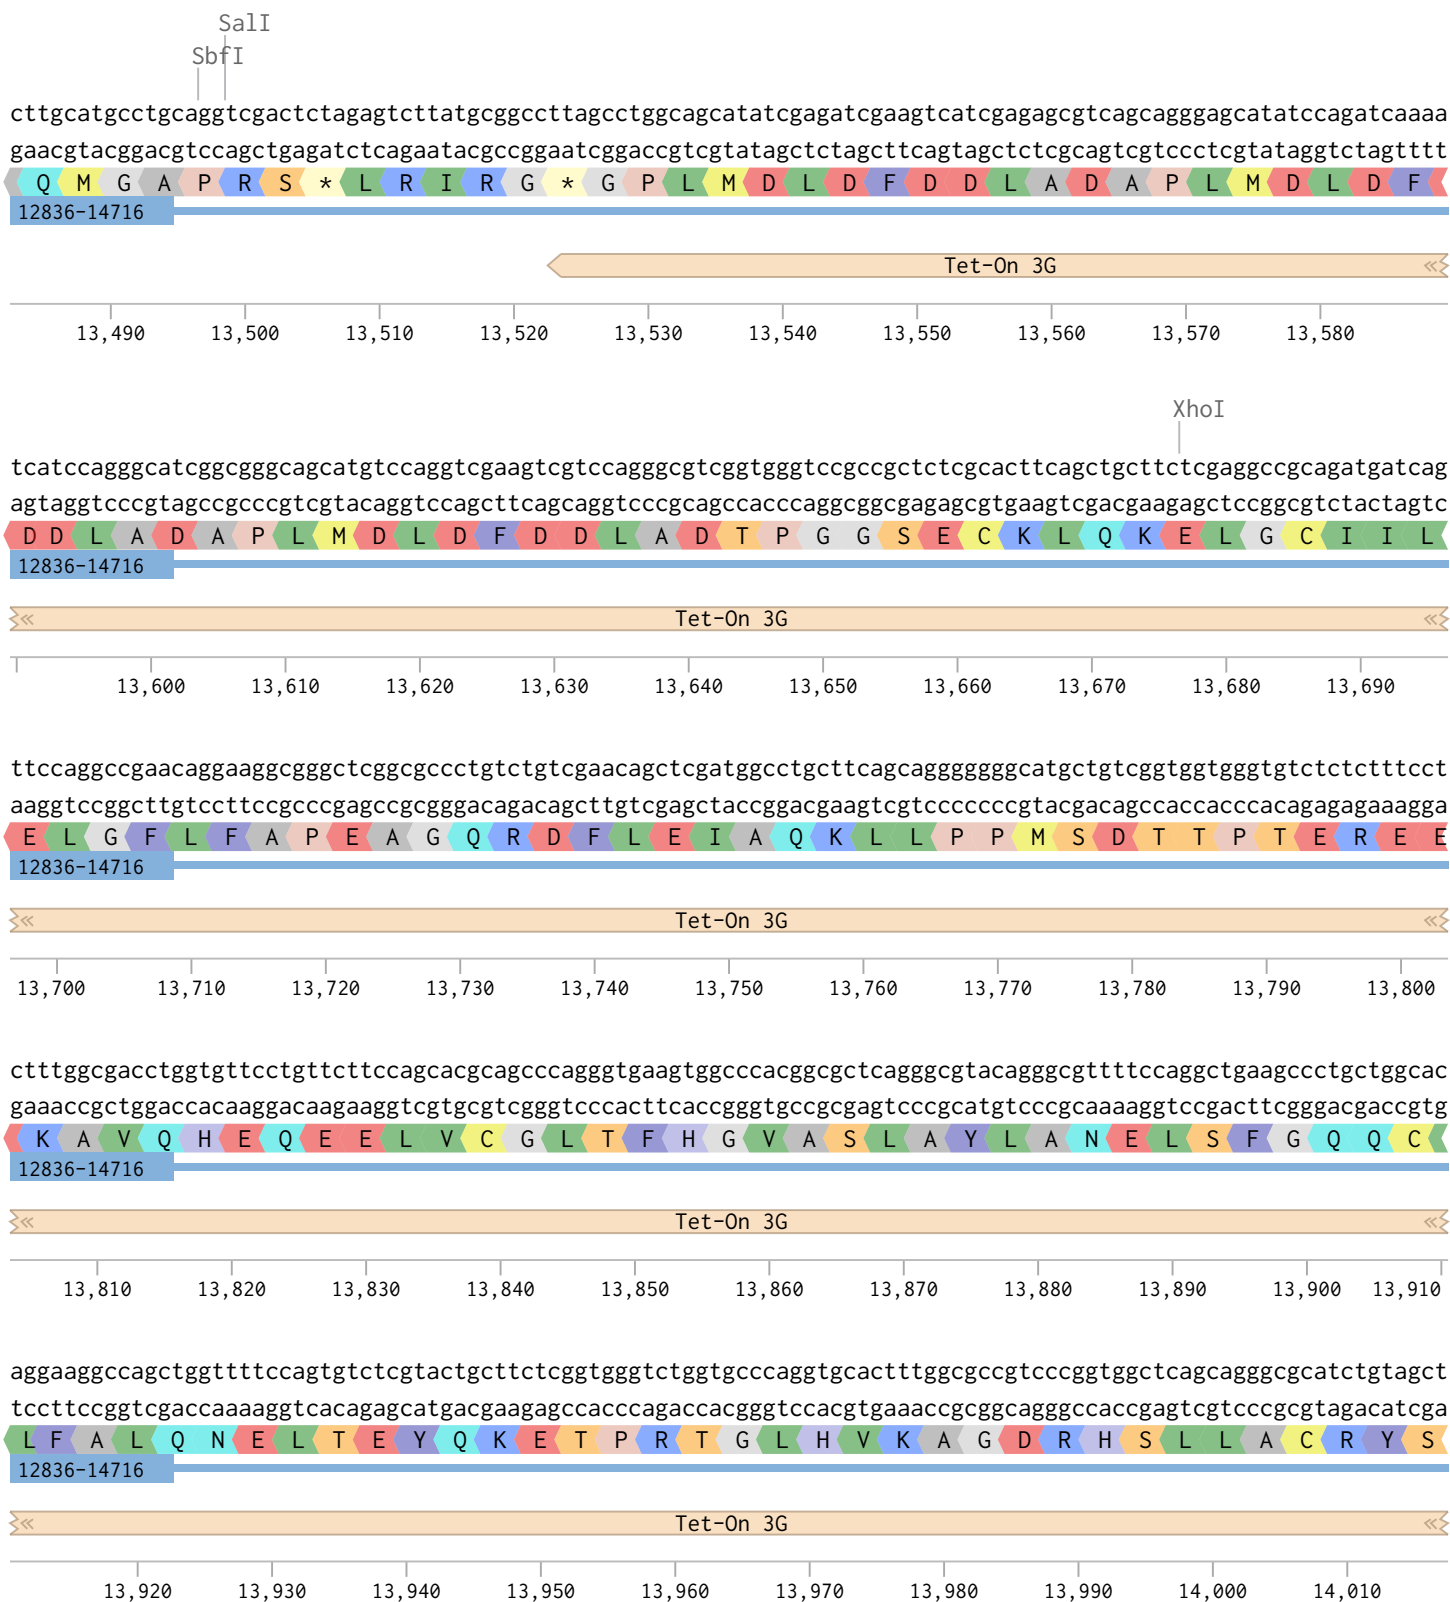 SalI
SbfI
cttgcatgcctgcaggtcgactctagagtcttatgcggccttagcctggcagcatatcgagatcgaagtcatcgagagcgtcagcagggagcatatccagatcaaaa
gaacgtacggacgtccagctgagatctcagaatacgccggaatcggaccgtcgtatagctctagcttcagtagctctcgcagtcgtccctcgtataggtctagtttt
Q M G A P R S * L R I R G * G P L M D L D F D D L A D A P L M D L D F
12836-14716
Tet-On 3G
13,490 13,500 13,510 13,520 13,530 13,540 13,550 13,560 13,570 13,580
XhoI
tcatccagggcatcggcgggcagcatgtccaggtcgaagtcgtccagggcgtcggtgggtccgccgctctcgcacttcagctgcttctcgaggccgcagatgatcag
agtaggtcccgtagccgcccgtcgtacaggtccagcttcagcaggtcccgcagccacccaggcggcgagagcgtgaagtcgacgaagagctccggcgtctactagtc
D D L A D A P L M D L D F D D L A D T P G G S E C K L Q K E L G C I I L
12836-14716
Tet-On 3G
13,600 13,610 13,620 13,630 13,640 13,650 13,660 13,670 13,680 13,690
ttccaggccgaacaggaaggcgggctcggcgccctgtctgtcgaacagctcgatggcctgcttcagcagggggggcatgctgtcggtggtgggtgtctctctttcct
aaggtccggcttgtccttccgcccgagccgcgggacagacagcttgtcgagctaccggacgaagtcgtcccccccgtacgacagccaccacccacagagagaaagga
E L G F L F A P E A G Q R D F L E I A Q K L L P P M S D T T P T E R E E
12836-14716
Tet-On 3G
13,700 13,710 13,720 13,730 13,740 13,750 13,760 13,770 13,780 13,790 13,800
ctttggcgacctggtgttcctgttcttccagcacgcagcccagggtgaagtggcccacggcgctcagggcgtacagggcgttttccaggctgaagccctgctggcac
gaaaccgctggaccacaaggacaagaaggtcgtgcgtcgggtcccacttcaccgggtgccgcgagtcccgcatgtcccgcaaaaggtccgacttcgggacgaccgtg
K A V Q H E Q E E L V C G L T F H G V A S L A Y L A N E L S F G Q Q C
12836-14716
Tet-On 3G
13,810 13,820 13,830 13,840 13,850 13,860 13,870 13,880 13,890 13,900 13,910
aggaaggccagctggttttccagtgtctcgtactgcttctcggtgggtctggtgcccaggtgcactttggcgccgtcccggtggctcagcagggcgcatctgtagct
tccttccggtcgaccaaaaggtcacagagcatgacgaagagccacccagaccacgggtccacgtgaaaccgcggcagggccaccgagtcgtcccgcgtagacatcga
L F A L Q N E L T E Y Q K E T P R T G L H V K A G D R H S L L A C R Y S
12836-14716
Tet-On 3G
13,920 13,930 13,940 13,950 13,960 13,970 13,980 13,990 14,000 14,010